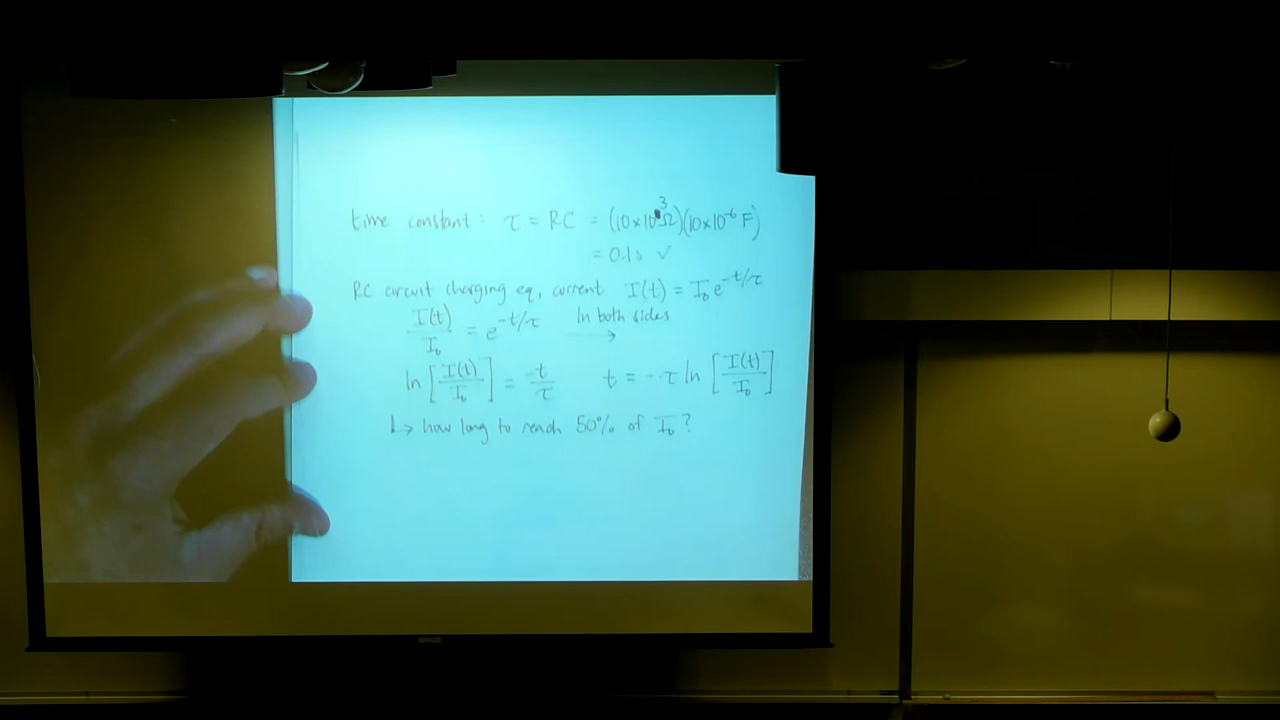 time constant: τ = RC = (10×10³Ω)(10×10⁻⁶ F)
= 0.1s ✓
RC circuit charging eq, current I(t) = I₀e^(-t/τ)
I(t)/I₀ = e^(-t/τ) ln both sides →
ln [I(t)/I₀] = -t/τ t = -τ ln [I(t)/I₀]
↳ how long to reach 50% of I₀?